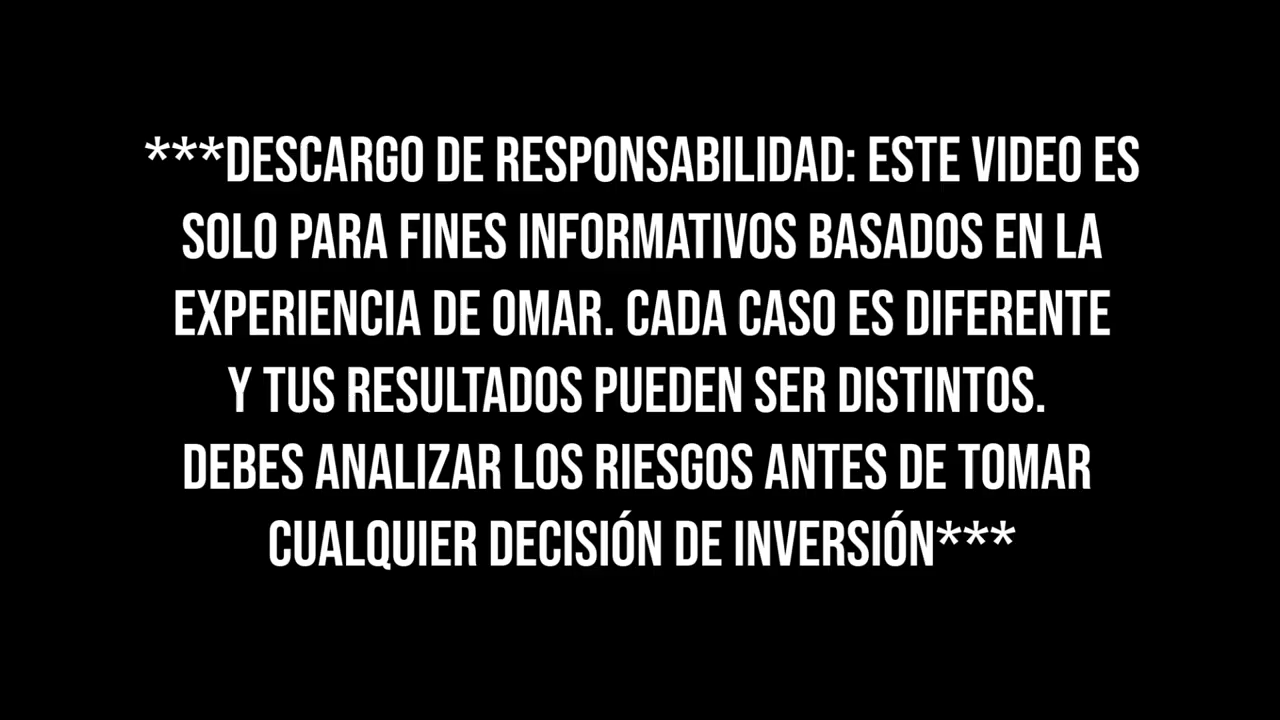 ***DESCARGO DE RESPONSABILIDAD: ESTE VIDEO ES
SOLO PARA FINES INFORMATIVOS BASADOS EN LA
EXPERIENCIA DE OMAR. CADA CASO ES DIFERENTE
Y TUS RESULTADOS PUEDEN SER DISTINTOS.
DEBES ANALIZAR LOS RIESGOS ANTES DE TOMAR
CUALQUIER DECISIÓN DE INVERSIÓN***